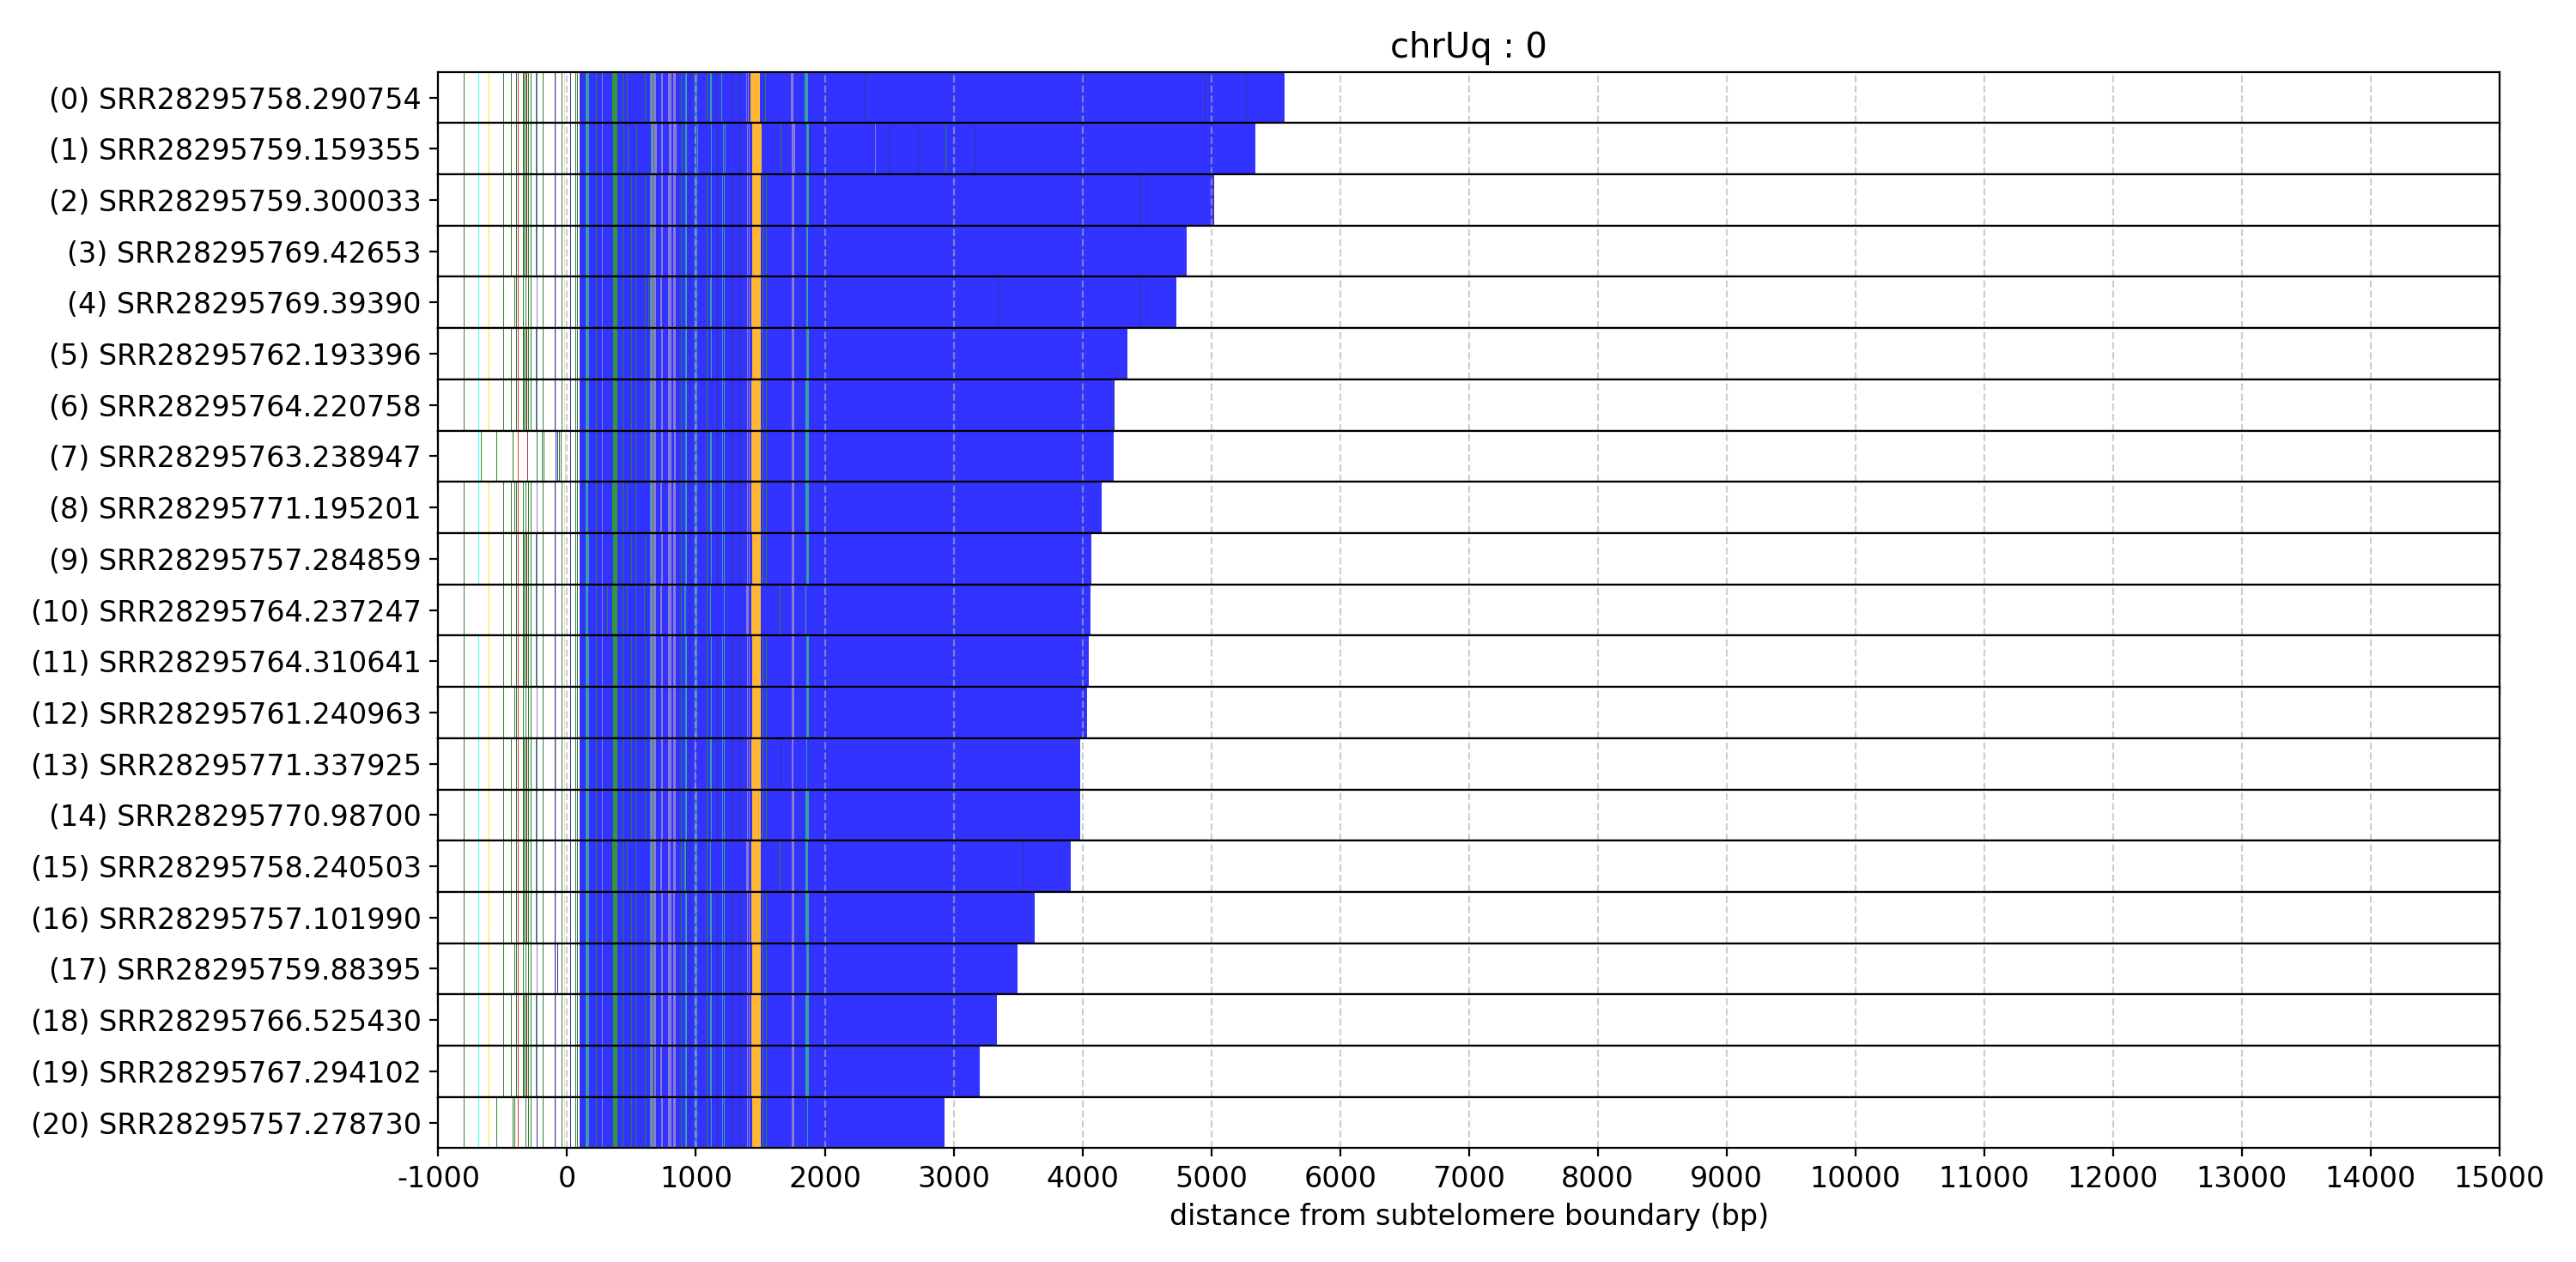 chrUq : 0
(0) SRR28295758.290754
(1) SRR28295759.159355
(2) SRR28295759.300033
(3) SRR28295769.42653
(4) SRR28295769.39390
(5) SRR28295762.193396
(6) SRR28295764.220758
(7) SRR28295763.238947
(8) SRR28295771.195201
(9) SRR28295757.284859
(10) SRR28295764.237247
(11) SRR28295764.310641
(12) SRR28295761.240963
(13) SRR28295771.337925
(14) SRR28295770.98700
(15) SRR28295758.240503
(16) SRR28295757.101990
(17) SRR28295759.88395
(18) SRR28295766.525430
(19) SRR28295767.294102
(20) SRR28295757.278730
-1000 0 1000 2000 3000 4000 5000 6000 7000 8000 9000 10000 11000 12000 13000 14000 15000
distance from subtelomere boundary (bp)